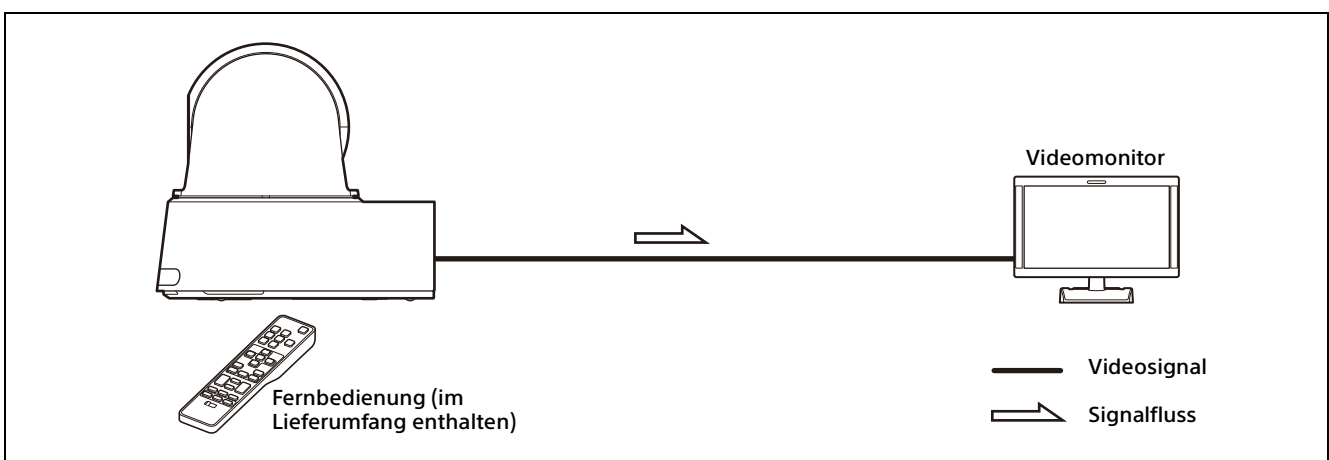 Videomonitor
Fernbedienung (im
Lieferumfang enthalten)
Videosignal
Signalfluss